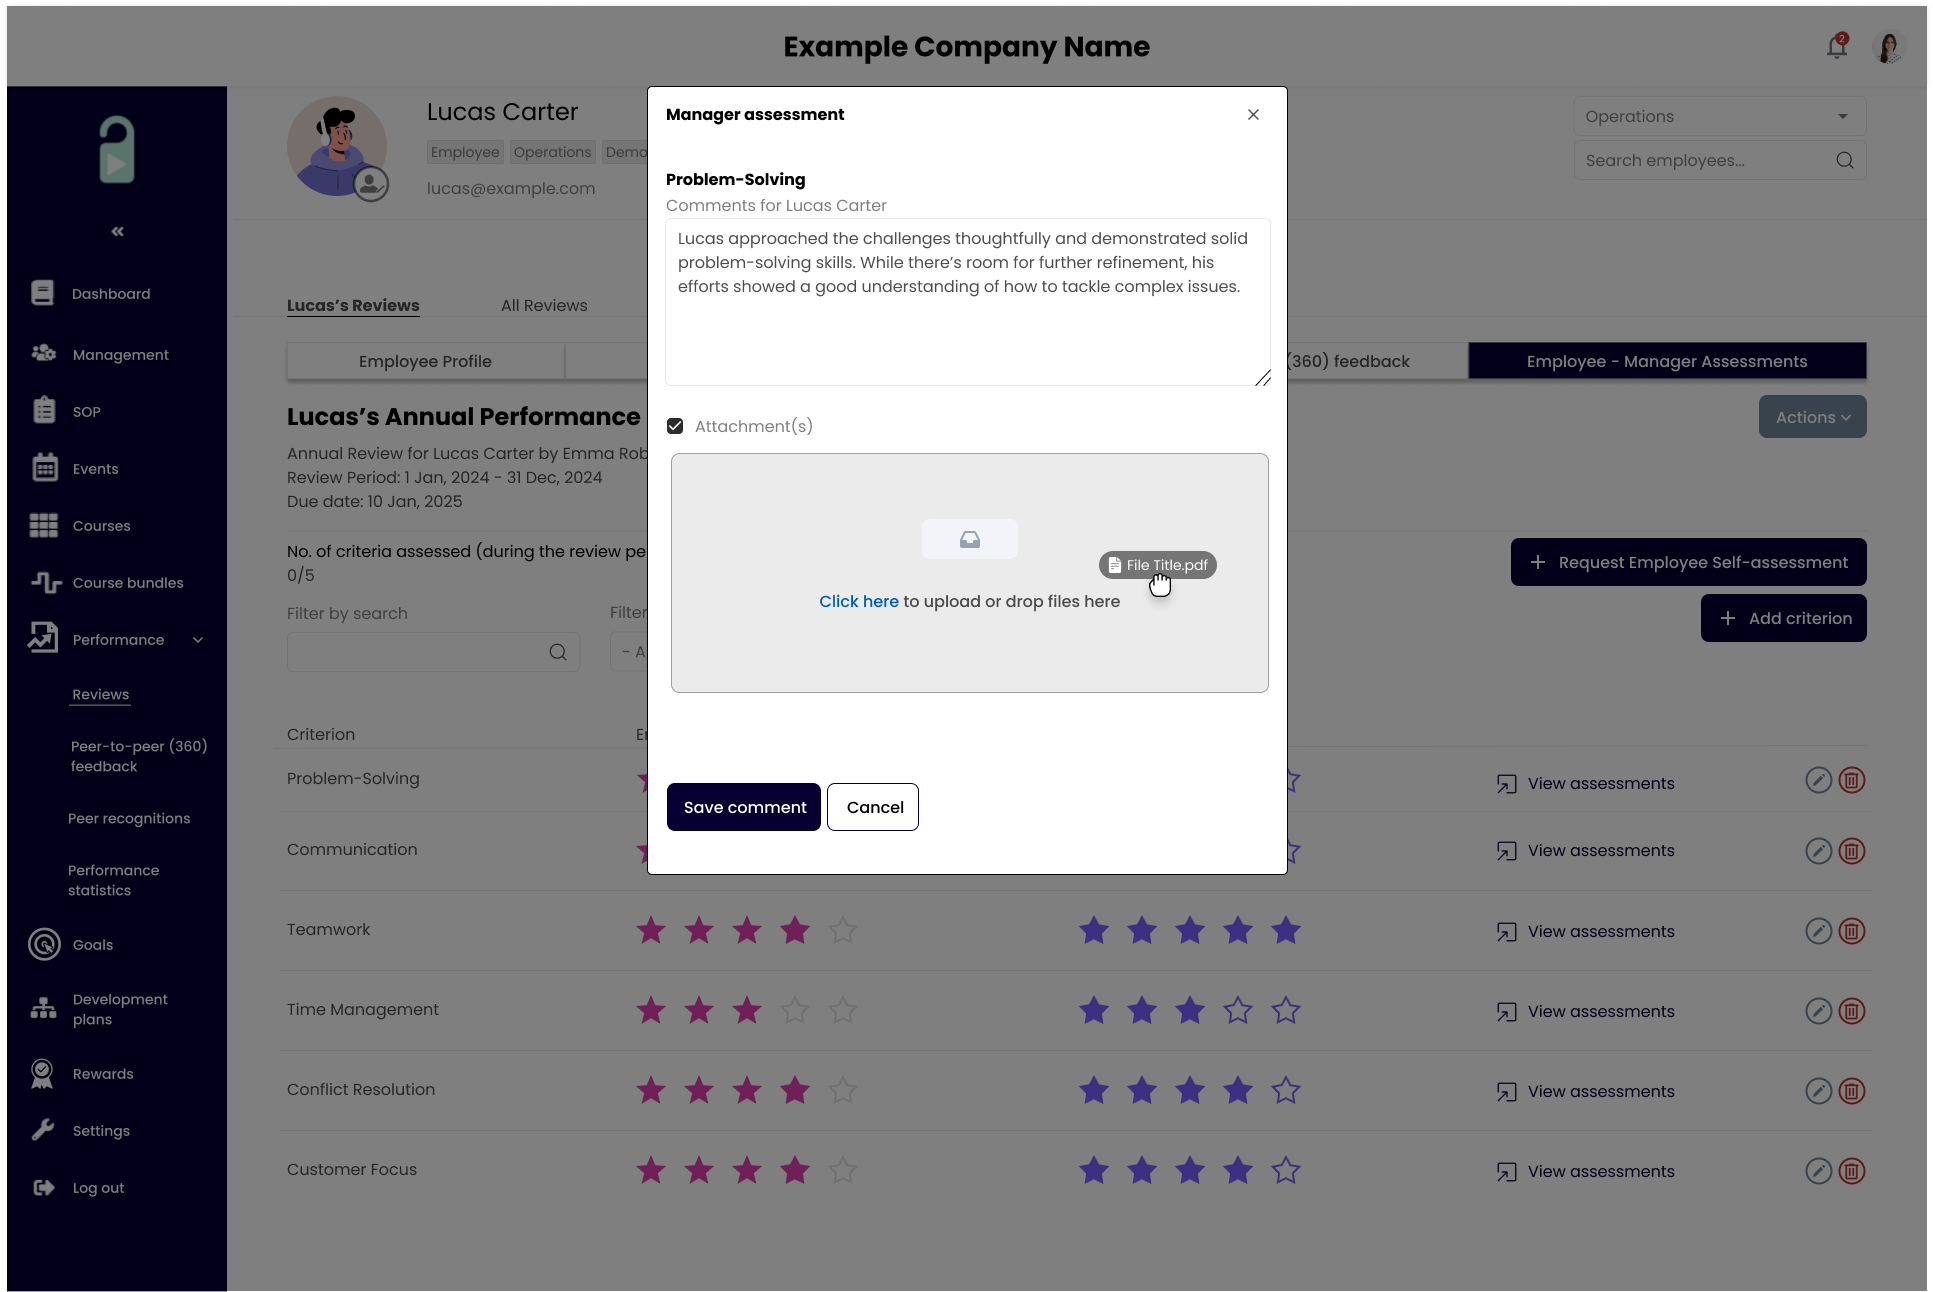 Example Company Name
2
Lucas Carter
Employee
Operations
Demo
lucas@example.com
Operations
Search employees...
«
Dashboard
Management
SOP
Events
Courses
Course bundles
Performance
Reviews
Peer-to-peer (360)
feedback
Peer recognitions
Performance
statistics
Goals
Development
plans
Rewards
Settings
Log out
Lucas's Reviews
All Reviews
Employee Profile
(360) feedback
Employee - Manager Assessments
Lucas's Annual Performance
Actions
Annual Review for Lucas Carter by Emma Rob
Review Period: 1 Jan, 2024 - 31 Dec, 2024
Due date: 10 Jan, 2025
No. of criteria assessed (during the review pe
0/5
Request Employee Self-assessment
Add criterion
Filter by search
Filter
- A
Criterion
Problem-Solving
View assessments
Communication
View assessments
Teamwork
View assessments
Time Management
View assessments
Conflict Resolution
View assessments
Customer Focus
View assessments
Manager assessment
Problem-Solving
Comments for Lucas Carter
Lucas approached the challenges thoughtfully and demonstrated solid
problem-solving skills. While there's room for further refinement, his
efforts showed a good understanding of how to tackle complex issues.
Attachment(s)
File Title.pdf
Click here to upload or drop files here
Save comment
Cancel